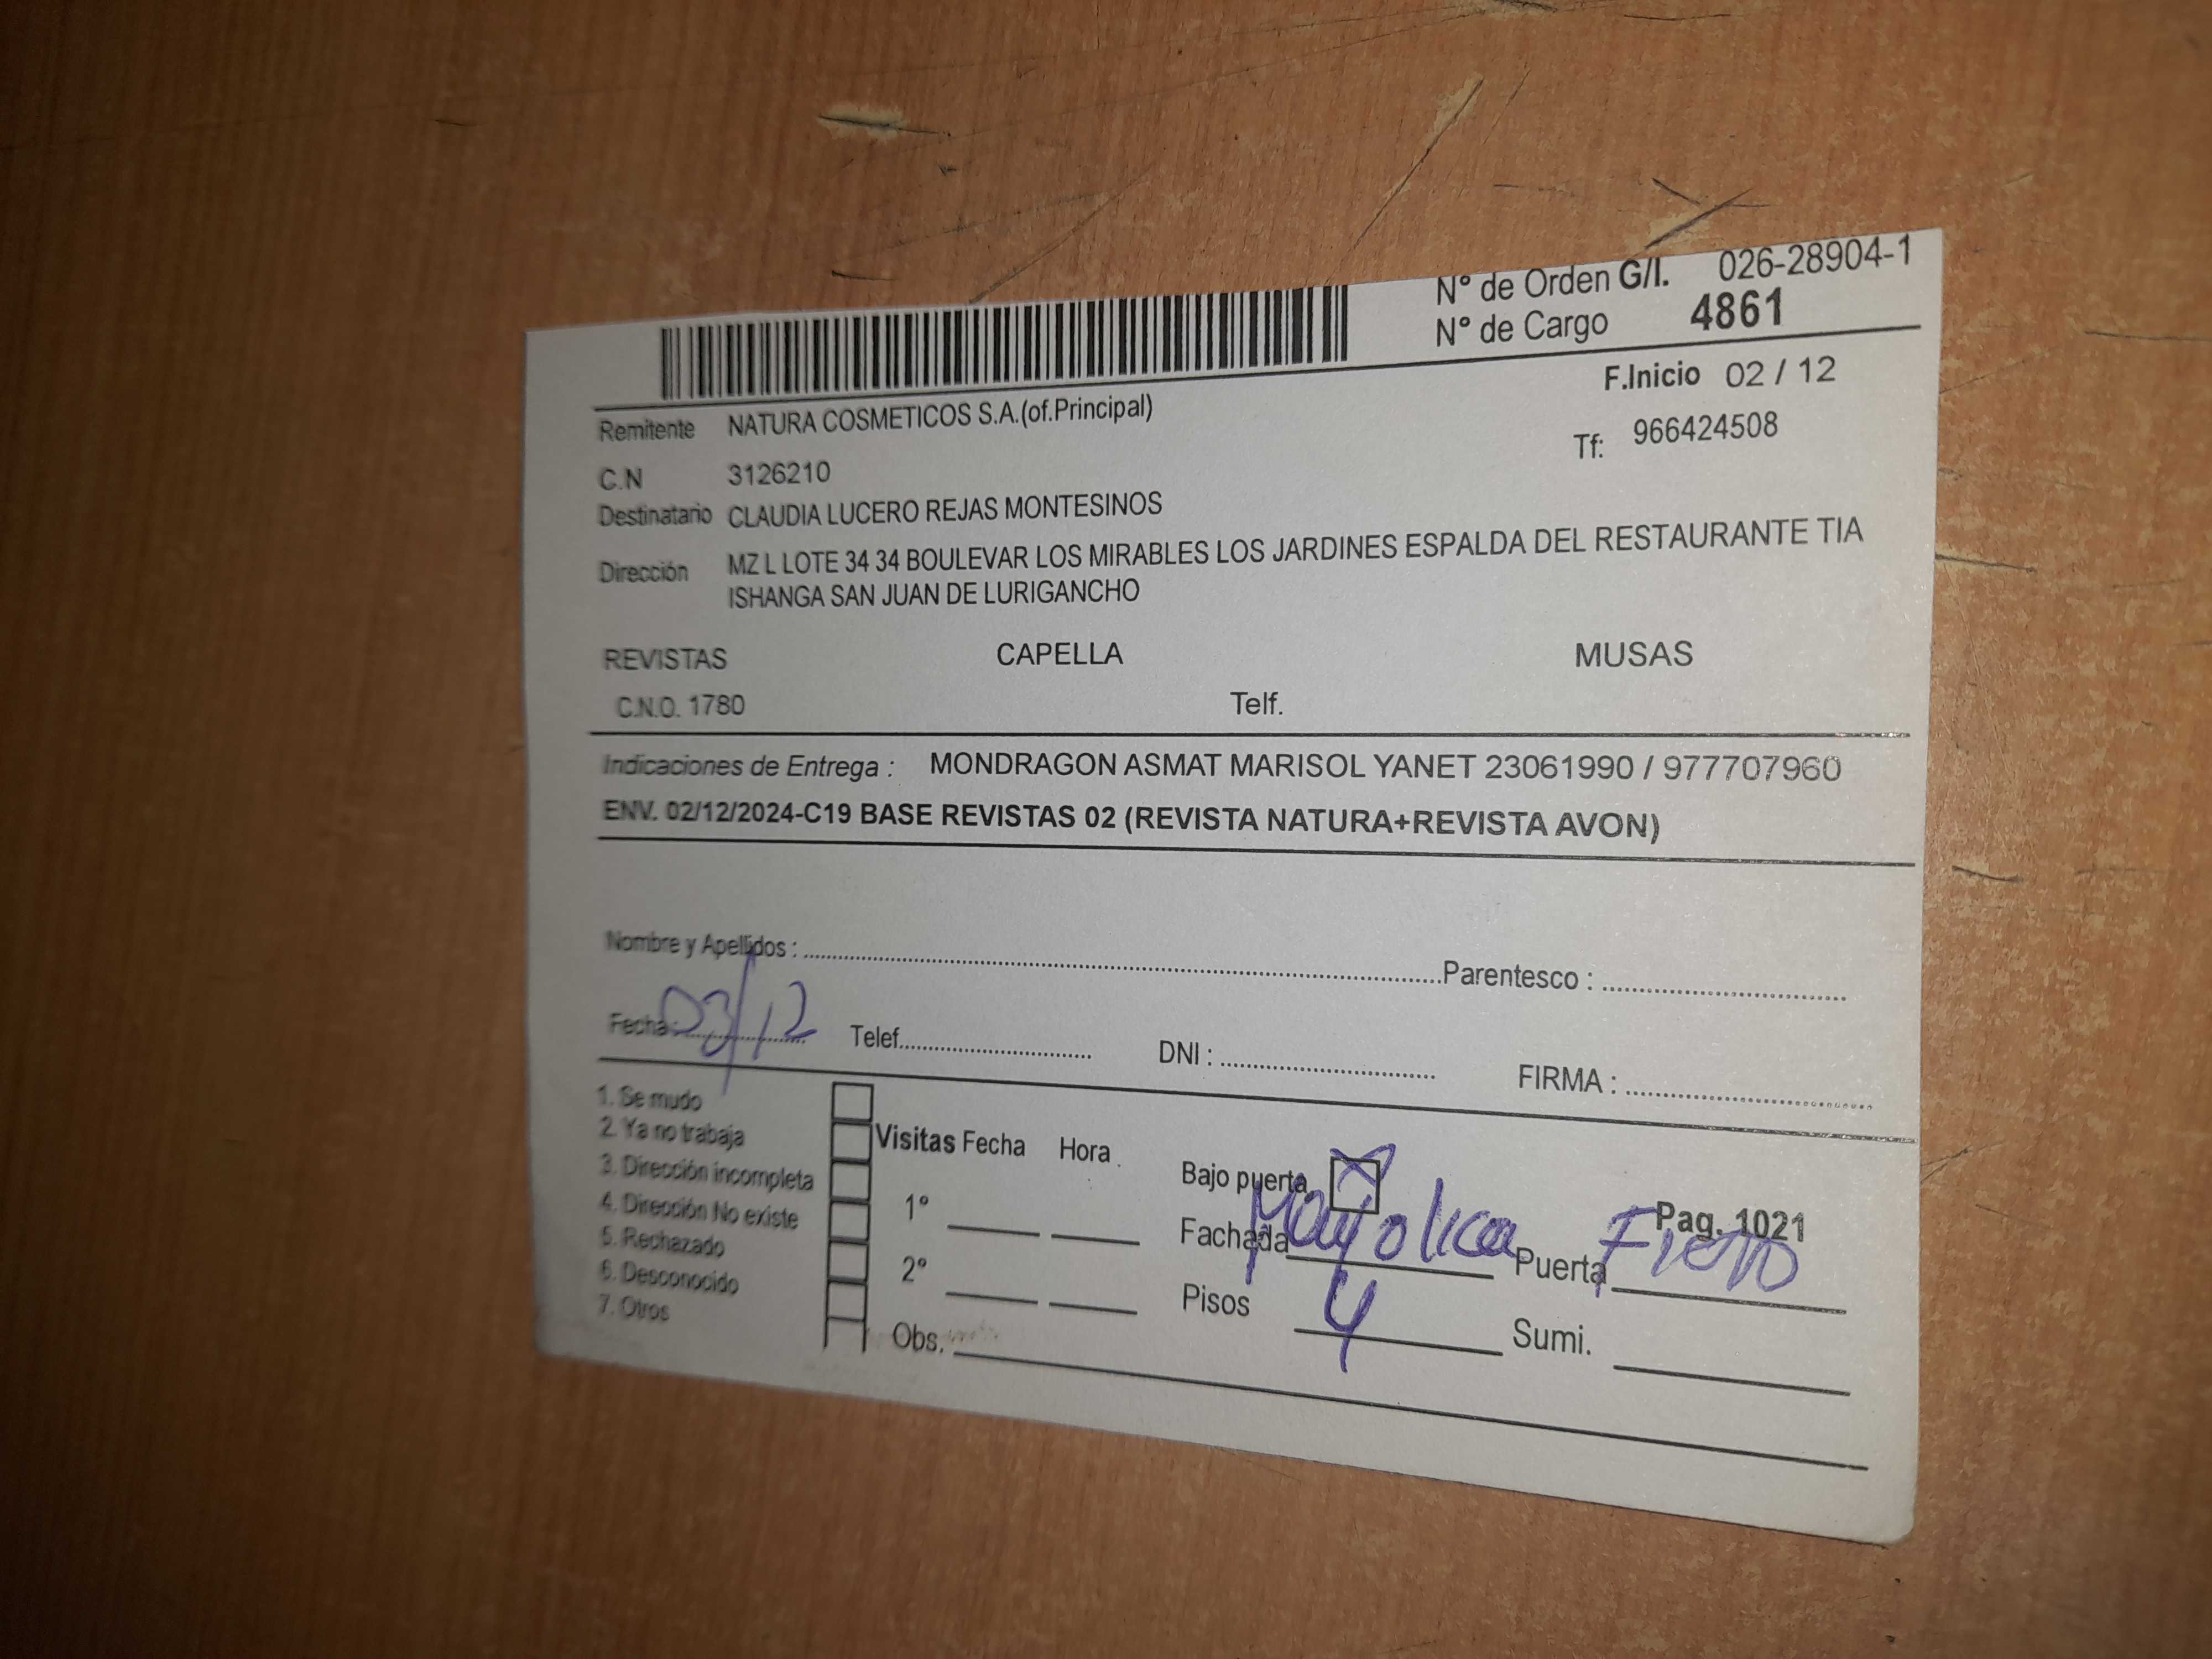 N° de Orden G/I. 026-28904-1
N° de Cargo 4861
F.Inicio 02 / 12
Remitente NATURA COSMETICOS S.A.(of.Principal)
Tf: 966424508
C.N 3126210
Destinatario CLAUDIA LUCERO REJAS MONTESINOS
Dirección MZ L LOTE 34 34 BOULEVAR LOS MIRABLES LOS JARDINES ESPALDA DEL RESTAURANTE TIA
ISHANGA SAN JUAN DE LURIGANCHO
REVISTAS CAPELLA MUSAS
C.N.O. 1780 Telf.
Indicaciones de Entrega : MONDRAGON ASMAT MARISOL YANET 23061990 / 977707960
ENV. 02/12/2024-C19 BASE REVISTAS 02 (REVISTA NATURA+REVISTA AVON)
Nombre y Apellidos : Parentesco :
Fecha: 03/12 Telef. DNI : FIRMA :
1. Se mudo
2. Ya no trabaja
3. Dirección incompleta
4. Dirección No existe
5. Rechazado
6. Desconocido
7. Otros
Visitas Fecha Hora
1°
2°
Obs.
Bajo puerta X
Pag. 1021
Fachada Mayolica Puerta Fierro
Pisos 4 Sumi.